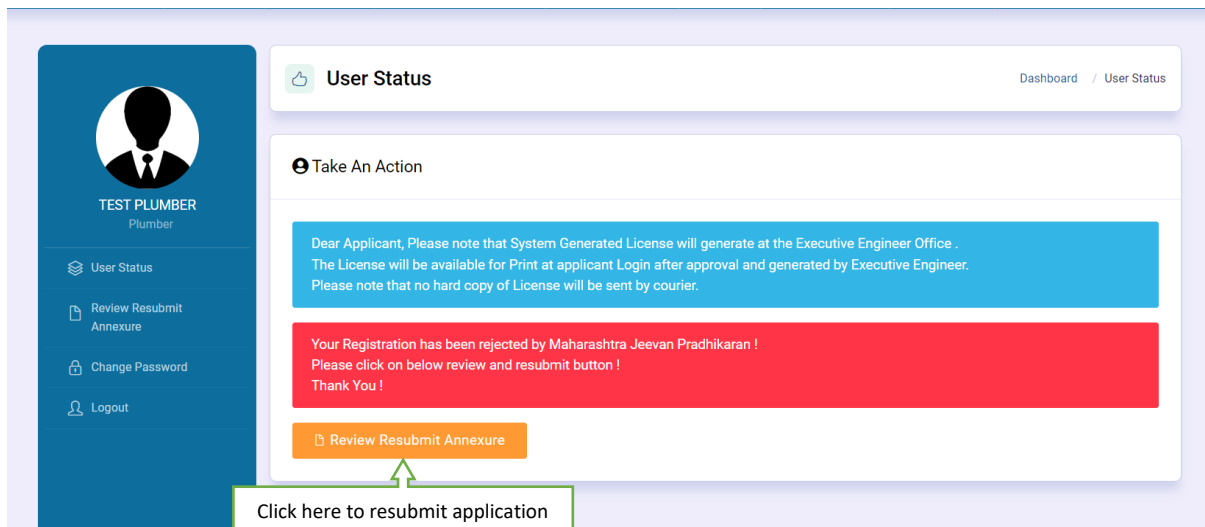 User Status
Dashboard / User Status
TEST PLUMBER
Plumber
User Status
Review Resubmit
Annexure
Change Password
Logout
Take An Action
Dear Applicant, Please note that System Generated License will generate at the Executive Engineer Office .
The License will be available for Print at applicant Login after approval and generated by Executive Engineer.
Please note that no hard copy of License will be sent by courier.
Your Registration has been rejected by Maharashtra Jeevan Pradhikaran !
Please click on below review and resubmit button !
Thank You !
Review Resubmit Annexure
Click here to resubmit application